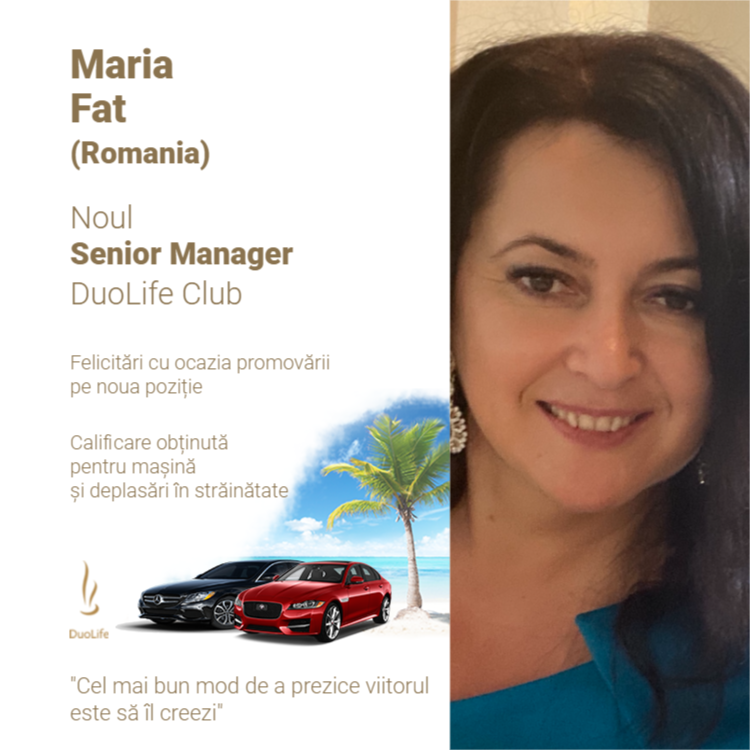 Maria
Fat
(Romania)
Noul
Senior Manager
DuoLife Club
Felicitări cu ocazia promovării
pe noua poziție
Calificare obținută
pentru mașină
și deplasări în străinătate
DuoLife
"Cel mai bun mod de a prezice viitorul
este să îl creezi"